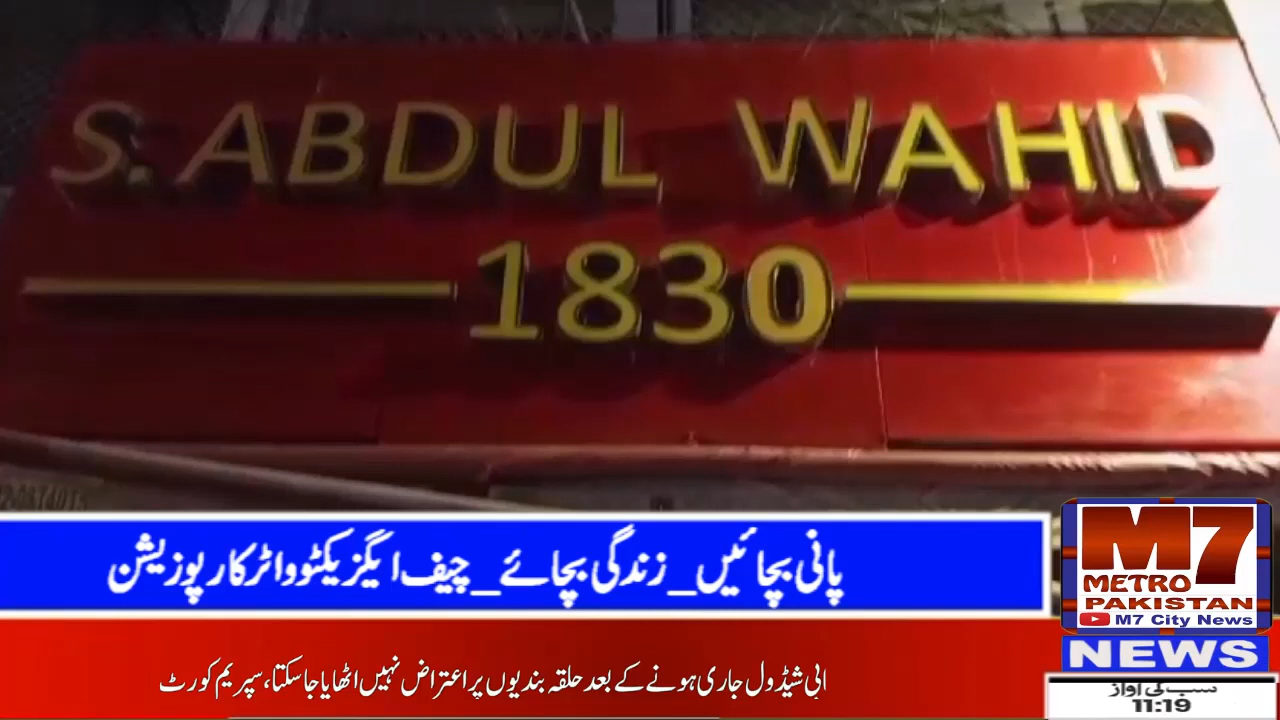 S. ABDUL WAHID
1830
پانی بچائیں_زندگی بچائے_چیف ایگزیکٹو واٹر کارپوزیشن
شیڈول جاری ہونے کے بعد حلقہ بندیوں پر اعتراض نہیں اٹھایا جاسکتا، سپریم کورٹ
M7
METRO
PAKISTAN
M7 City News
NEWS
سب کی آواز
11:19